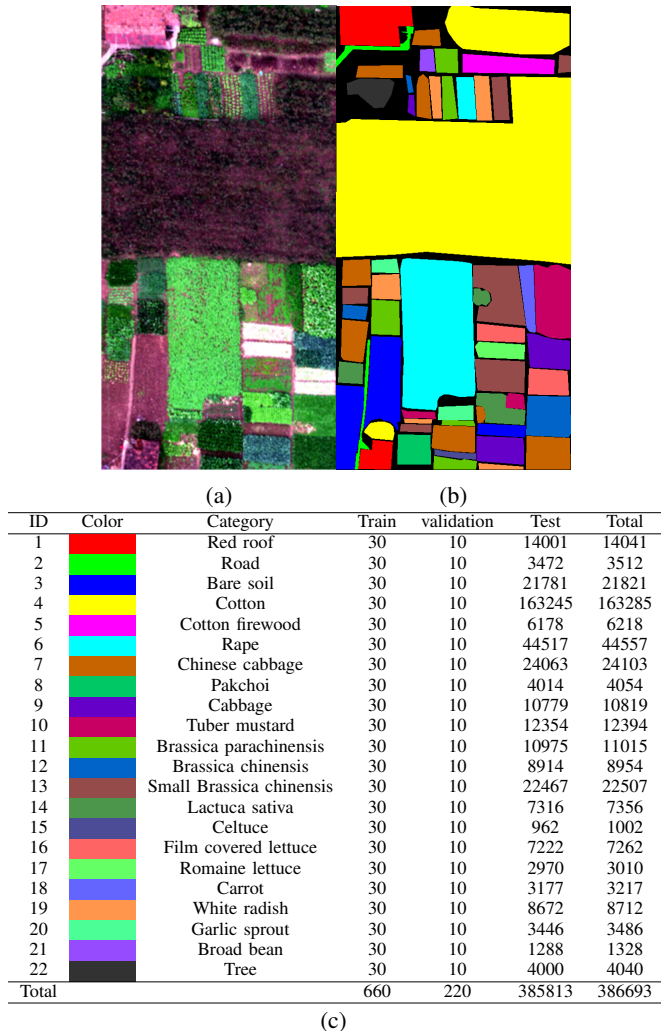 (a) (b)
ID Color Category Train validation Test Total
1 Red roof 30 10 14001 14041
2 Road 30 10 3472 3512
3 Bare soil 30 10 21781 21821
4 Cotton 30 10 163245 163285
5 Cotton firewood 30 10 6178 6218
6 Rape 30 10 44517 44557
7 Chinese cabbage 30 10 24063 24103
8 Pakchoi 30 10 4014 4054
9 Cabbage 30 10 10779 10819
10 Tuber mustard 30 10 12354 12394
11 Brassica parachinensis 30 10 10975 11015
12 Brassica chinensis 30 10 8914 8954
13 Small Brassica chinensis 30 10 22467 22507
14 Lactuca sativa 30 10 7316 7356
15 Celtuce 30 10 962 1002
16 Film covered lettuce 30 10 7222 7262
17 Romaine lettuce 30 10 2970 3010
18 Carrot 30 10 3177 3217
19 White radish 30 10 8672 8712
20 Garlic sprout 30 10 3446 3486
21 Broad bean 30 10 1288 1328
22 Tree 30 10 4000 4040
Total 660 220 385813 386693
(c)